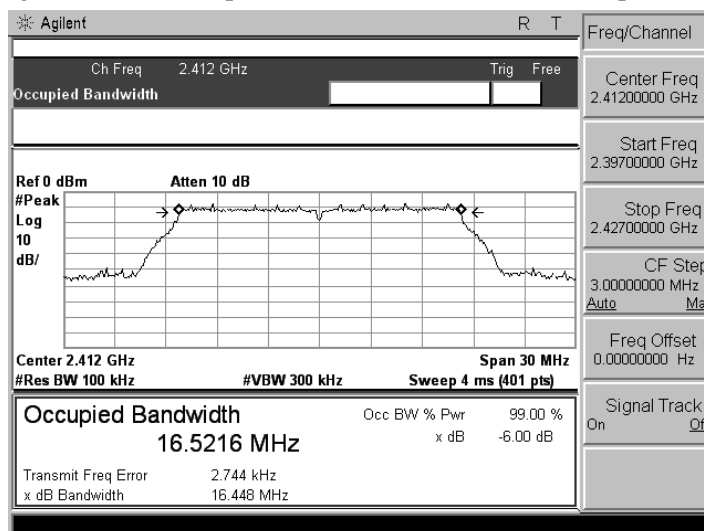 Agilent R T
Ch Freq 2.412 GHz Trig Free
Occupied Bandwidth
Ref 0 dBm Atten 10 dB
#Peak
Log
10
dB/
Center 2.412 GHz Span 30 MHz
#Res BW 100 kHz #VBW 300 kHz Sweep 4 ms (401 pts)
Occupied Bandwidth
16.5216 MHz
Occ BW % Pwr 99.00 %
x dB -6.00 dB
Transmit Freq Error 2.744 kHz
x dB Bandwidth 16.448 MHz
Freq/Channel
Center Freq
2.41200000 GHz
Start Freq
2.39700000 GHz
Stop Freq
2.42700000 GHz
CF Step
3.00000000 MHz
Auto Ma
Freq Offset
0.00000000 Hz
Signal Track
On Of